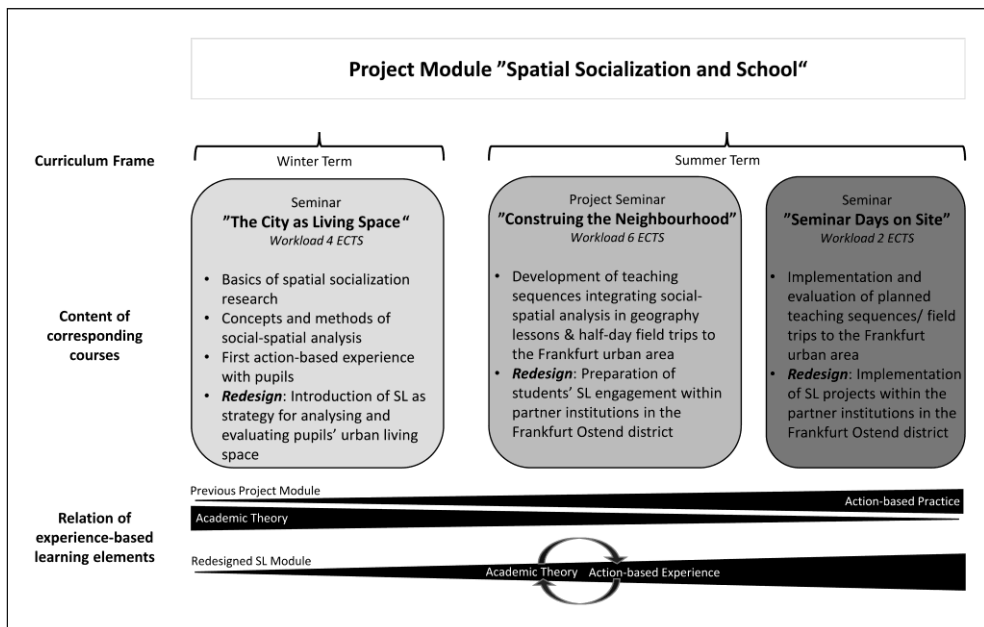 Project Module ”Spatial Socialization and School“
Curriculum Frame
Winter Term
Summer Term
Seminar
”The City as Living Space“
Workload 4 ECTS
• Basics of spatial socialization
research
• Concepts and methods of
social-spatial analysis
• First action-based experience
with pupils
• Redesign: Introduction of SL as
strategy for analysing and
evaluating pupils’ urban living
space
Project Seminar
”Construing the Neighbourhood”
Workload 6 ECTS
• Development of teaching
sequences integrating social-
spatial analysis in geography
lessons & half-day field trips to
the Frankfurt urban area
• Redesign: Preparation of
students’ SL engagement within
partner institutions in the
Frankfurt Ostend district
Seminar
”Seminar Days on Site”
Workload 2 ECTS
• Implementation and
evaluation of planned
teaching sequences/ field
trips to the Frankfurt
urban area
• Redesign: Implementation
of SL projects within the
partner institutions in the
Frankfurt Ostend district
Content of
corresponding
courses
Relation of
experience-based
learning elements
Previous Project Module
Action-based Practice
Academic Theory
Redesigned SL Module
Academic Theory
Action-based Experience